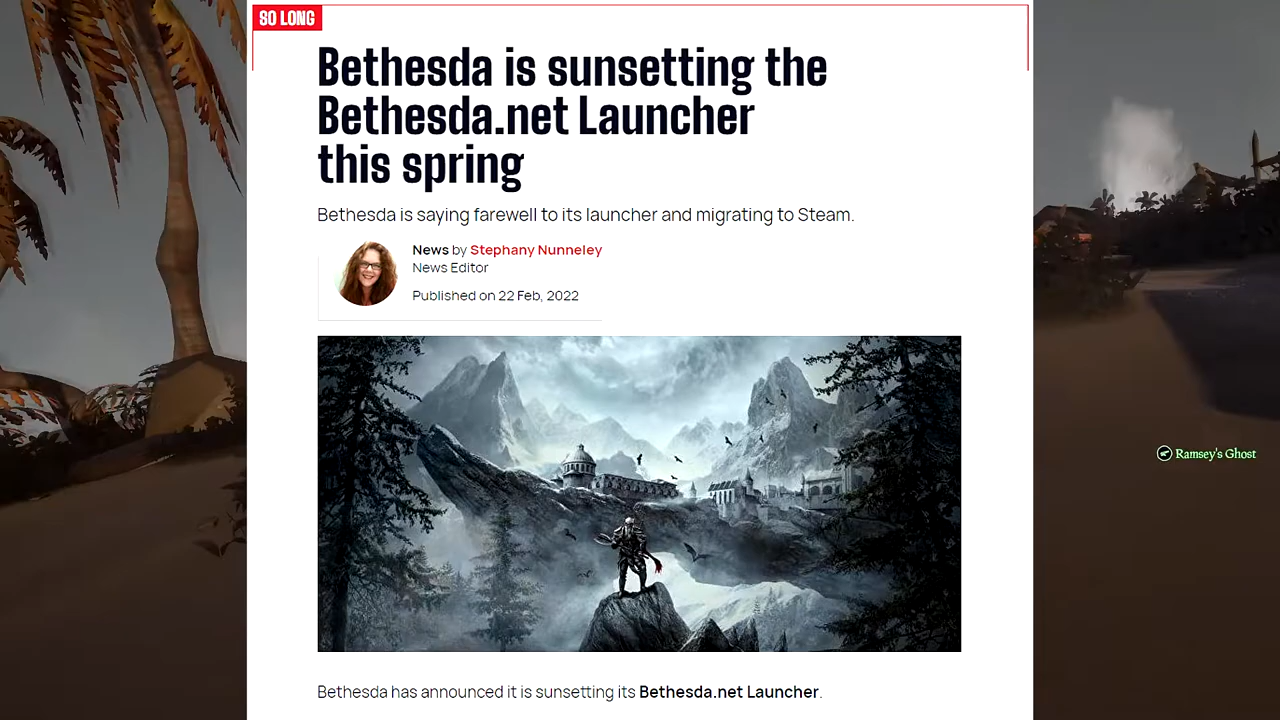 SO LONG
Bethesda is sunsetting the
Bethesda.net Launcher
this spring
Bethesda is saying farewell to its launcher and migrating to Steam.
News by Stephany Nunneley
News Editor
Published on 22 Feb, 2022
Ramsey's Ghost
Bethesda has announced it is sunsetting its Bethesda.net Launcher.